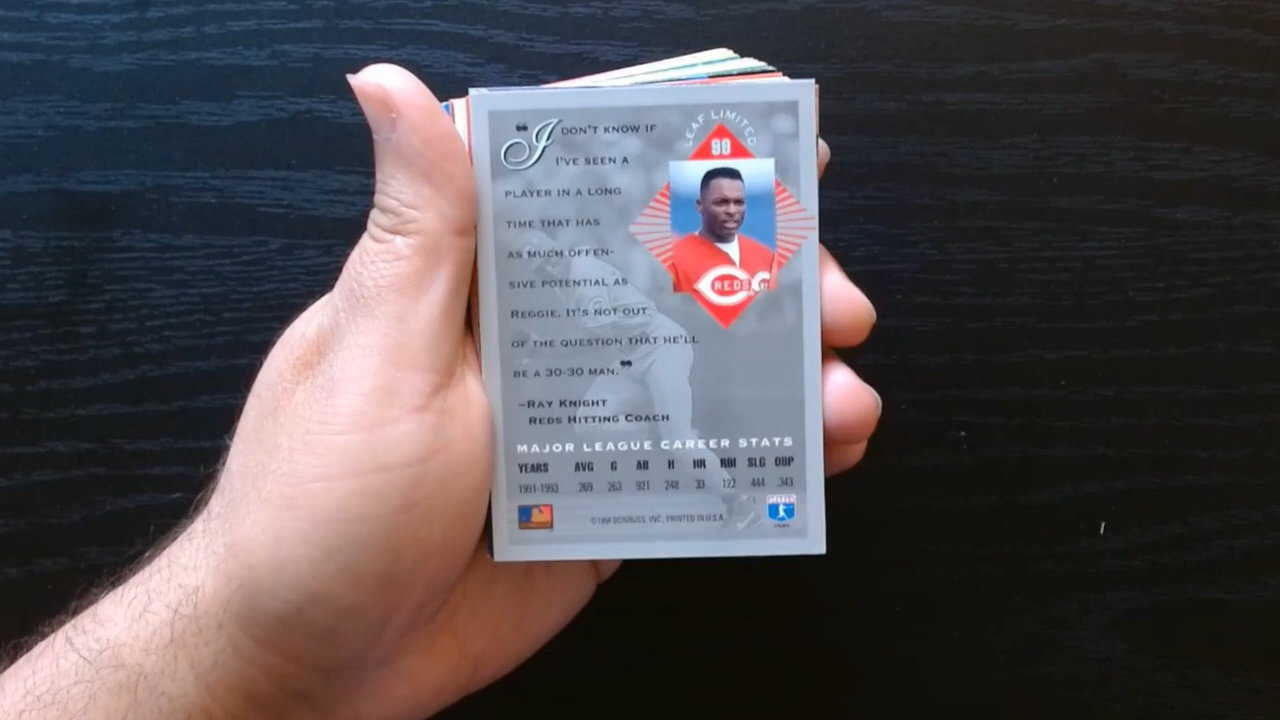 "I DON'T KNOW IF
I'VE SEEN A
PLAYER IN A LONG
TIME THAT HAS
AS MUCH OFFEN-
SIVE POTENTIAL AS
REGGIE. IT'S NOT OUT
OF THE QUESTION THAT HE'LL
BE A 30-30 MAN."
–RAY KNIGHT
REDS HITTING COACH
LEAF LIMITED
98
REDS
MAJOR LEAGUE CAREER STATS
YEARS AVG G AB H HR RBI SLG OBP
1991-1993 .269 263 921 248 33 122 .444 .343
©1994 DONRUSS, INC., PRINTED IN U.S.A.